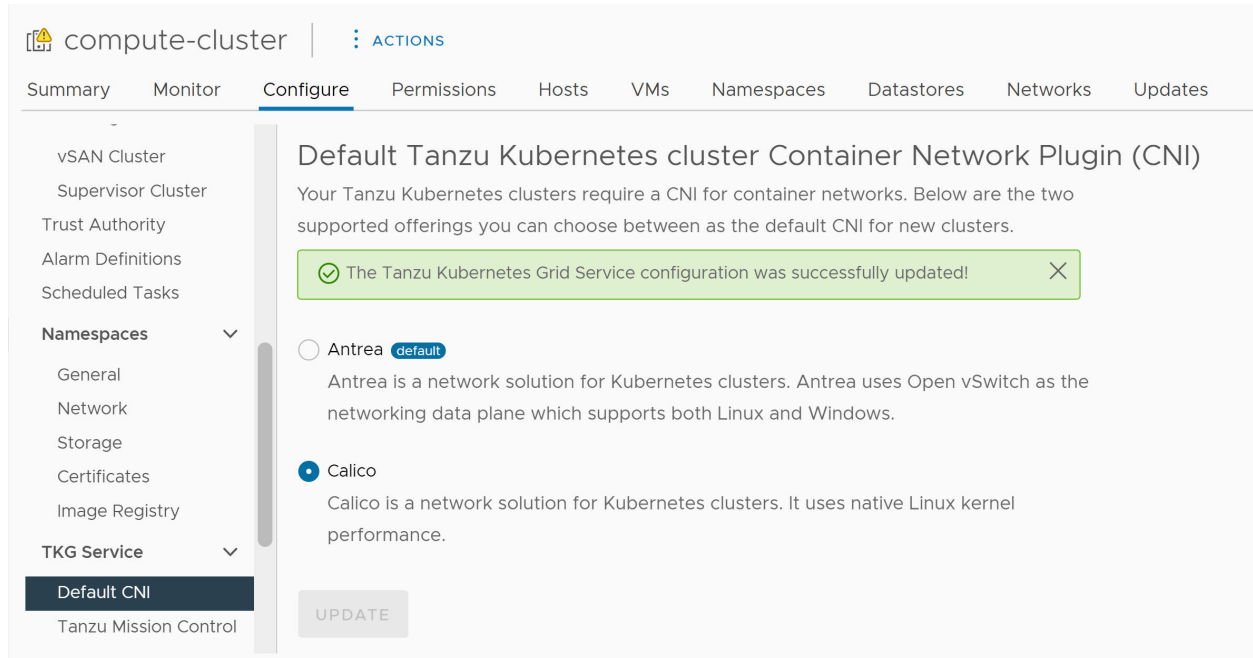 compute-cluster
ACTIONS
Summary Monitor Configure Permissions Hosts VMs Namespaces Datastores Networks Updates
vSAN Cluster
Supervisor Cluster
Trust Authority
Alarm Definitions
Scheduled Tasks
Namespaces
General
Network
Storage
Certificates
Image Registry
TKG Service
Default CNI
Tanzu Mission Control
Default Tanzu Kubernetes cluster Container Network Plugin (CNI)
Your Tanzu Kubernetes clusters require a CNI for container networks. Below are the two
supported offerings you can choose between as the default CNI for new clusters.
The Tanzu Kubernetes Grid Service configuration was successfully updated!
Antrea default
Antrea is a network solution for Kubernetes clusters. Antrea uses Open vSwitch as the
networking data plane which supports both Linux and Windows.
Calico
Calico is a network solution for Kubernetes clusters. It uses native Linux kernel
performance.
UPDATE